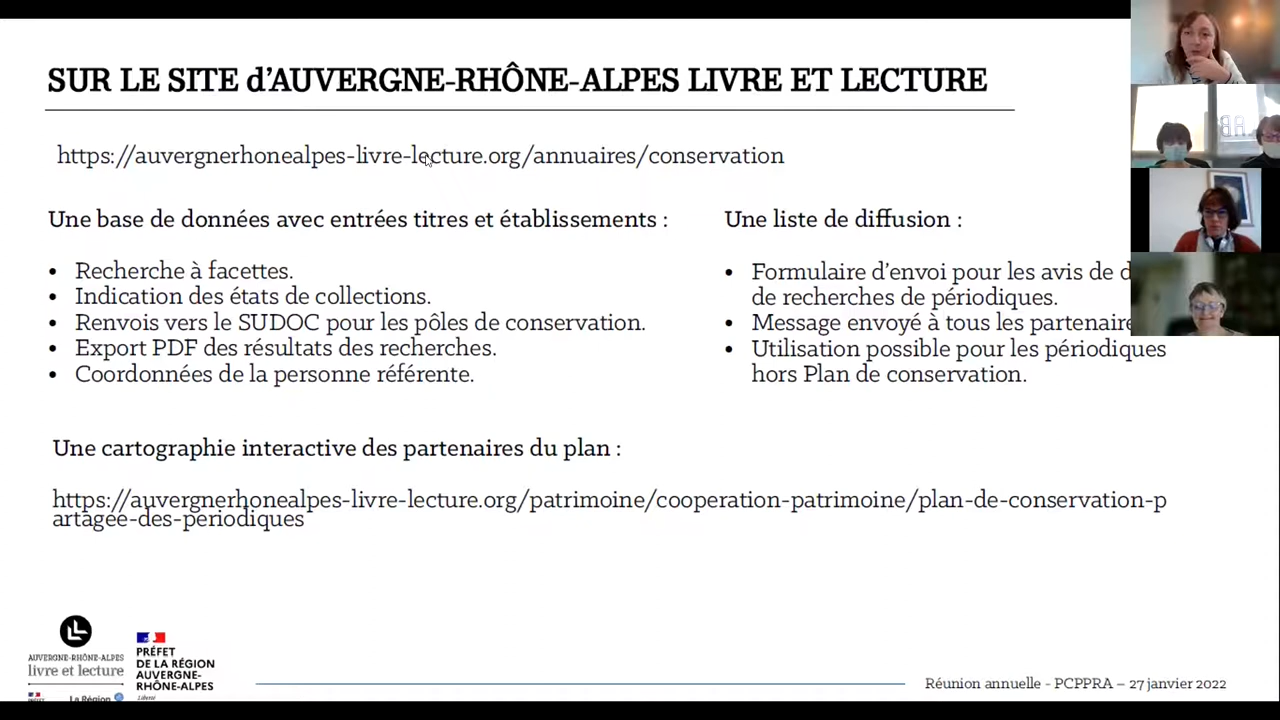 SUR LE SITE d’AUVERGNE-RHÔNE-ALPES LIVRE ET LECTURE
https://auvergnerhonealpes-livre-lecture.org/annuaires/conservation
Une base de données avec entrées titres et établissements :
• Recherche à facettes.
• Indication des états de collections.
• Renvois vers le SUDOC pour les pôles de conservation.
• Export PDF des résultats des recherches.
• Coordonnées de la personne référente.
Une liste de diffusion :
• Formulaire d’envoi pour les avis de
de recherches de périodiques.
• Message envoyé à tous les
• Utilisation possible pour les périodiques
hors Plan de conservation.
Une cartographie interactive des partenaires du plan :
https://auvergnerhonealpes-livre-lecture.org/patrimoine/cooperation-patrimoine/plan-de-conservation-p
artagee-des-periodiques
AUVERGNE-RHÔNE-ALPES
livre et lecture
La Région
PRÉFET
DE LA RÉGION
AUVERGNE-
RHÔNE-ALPES
Liberté
Réunion annuelle - PCPPRA – 27 janvier 2022